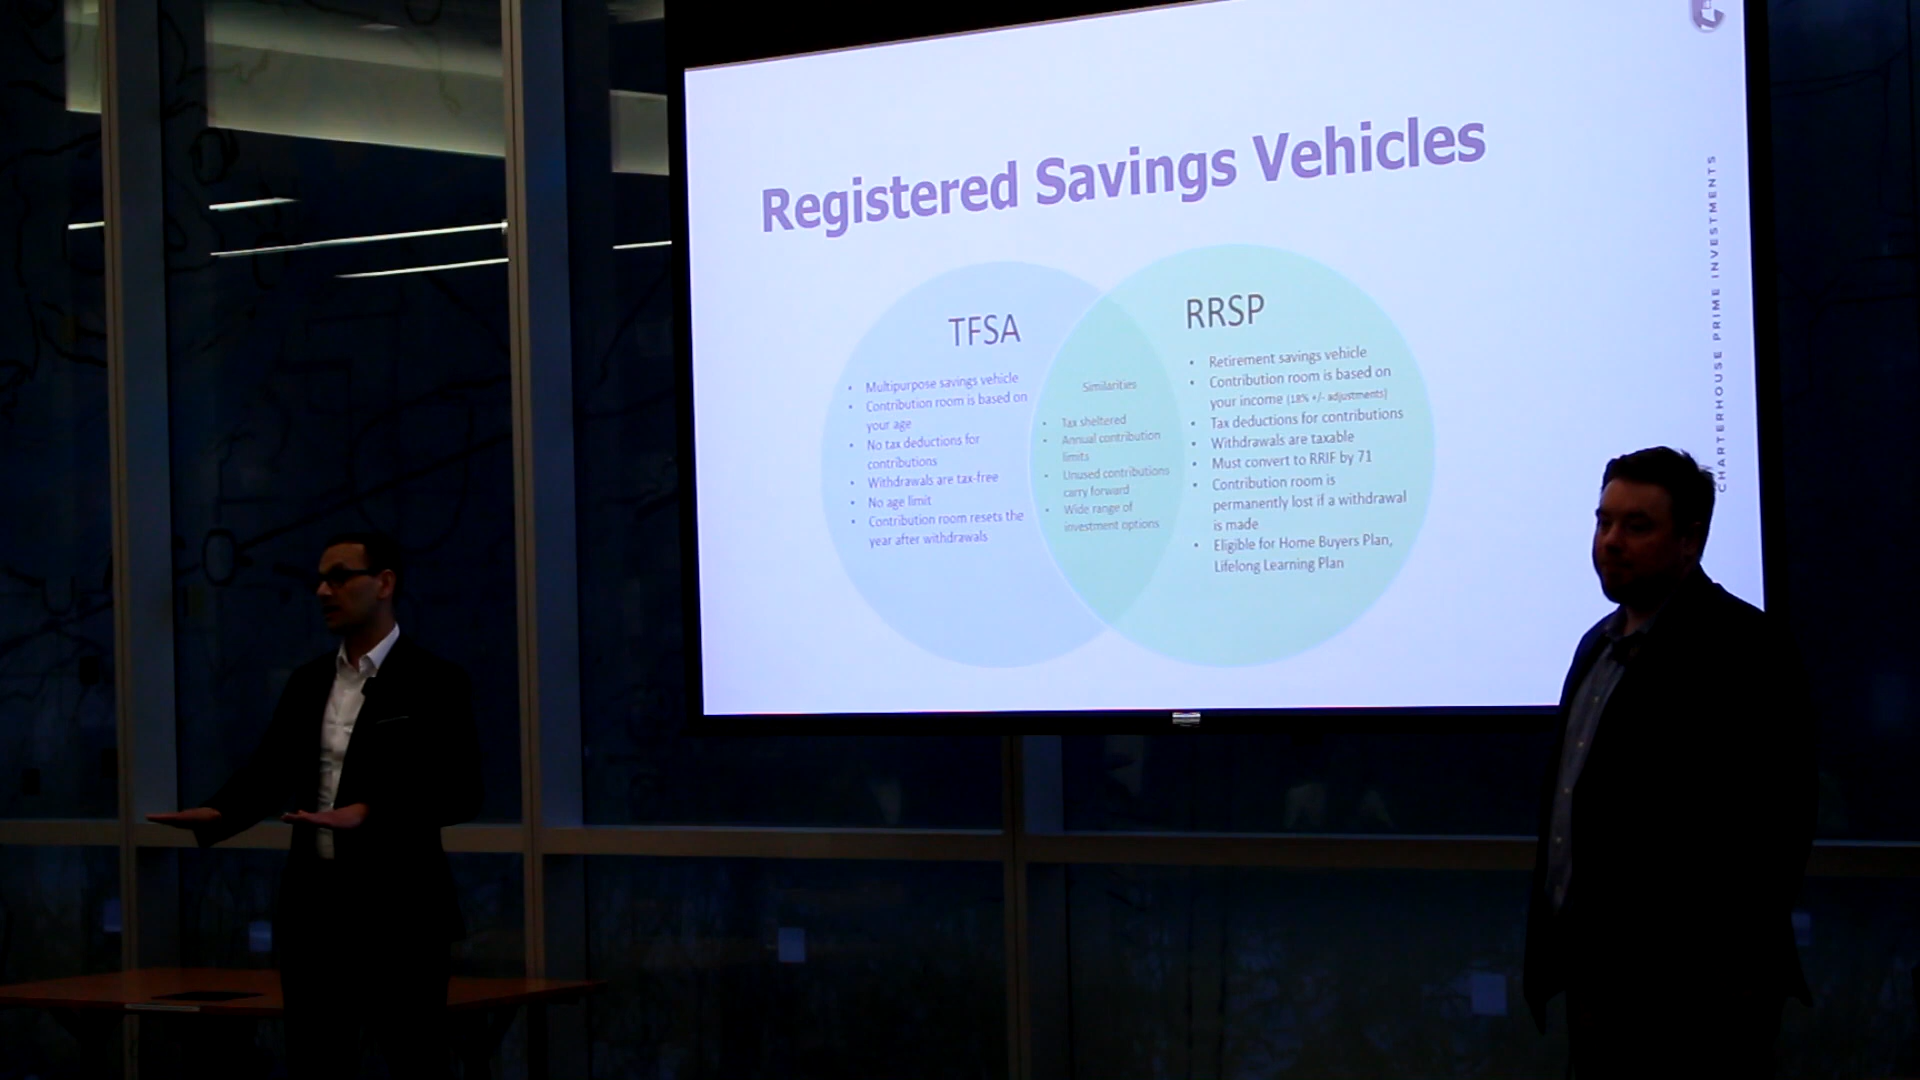 Registered Savings Vehicles
TFSA
• Multipurpose savings vehicle
• Contribution room is based on
your age
• No tax deductions for
contributions
• Withdrawals are tax-free
• No age limit
• Contribution room resets the
year after withdrawals
Similarities
• Tax sheltered
• Annual contribution
limits
• Unused contributions
carry forward
• Wide range of
investment options
RRSP
• Retirement savings vehicle
• Contribution room is based on
your income (18% +/- adjustments)
• Tax deductions for contributions
• Withdrawals are taxable
• Must convert to RRIF by 71
• Contribution room is
permanently lost if a withdrawal
is made
• Eligible for Home Buyers Plan,
Lifelong Learning Plan
CHARTERHOUSE PRIME INVESTMENTS